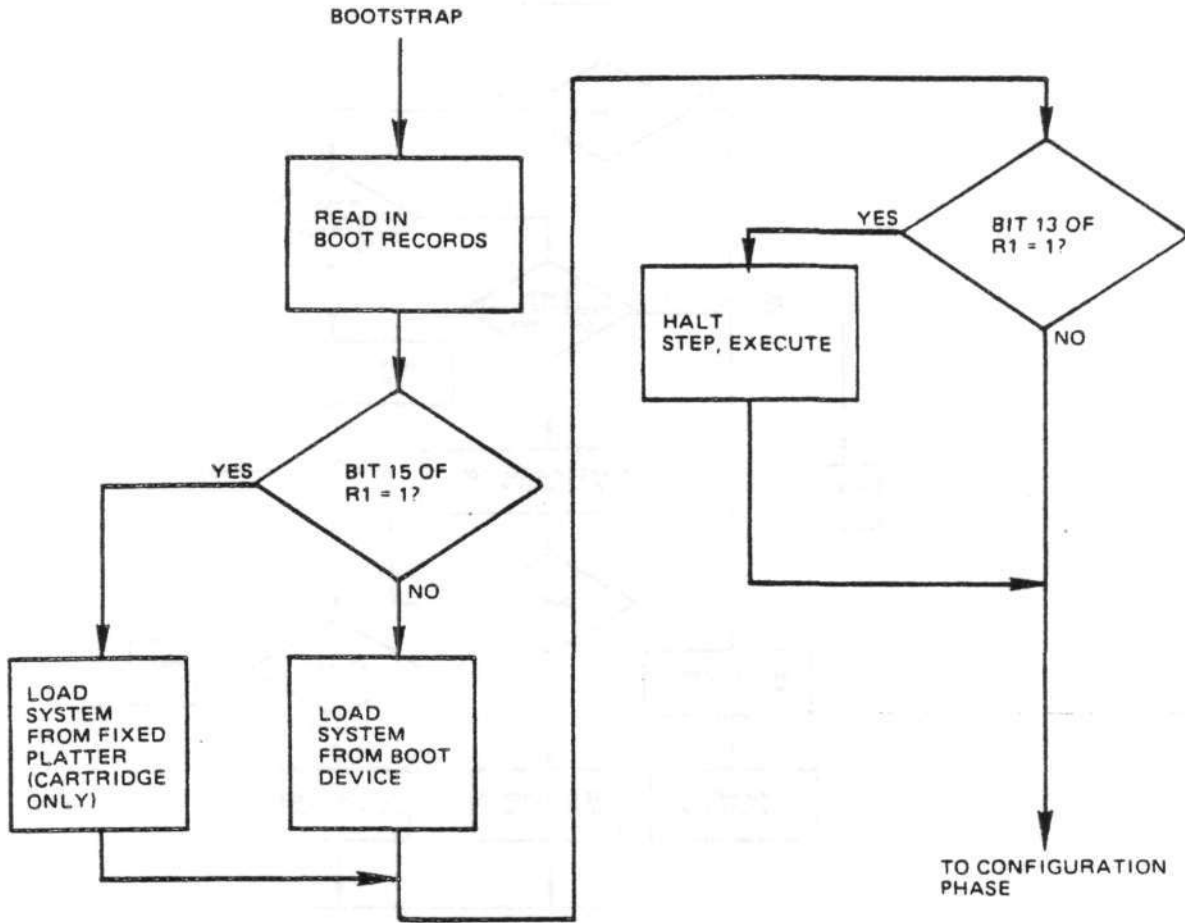 BOOTSTRAP
READ IN
BOOT RECORDS
BIT 15 OF
R1 = 1?
YES
NO
LOAD
SYSTEM
FROM FIXED
PLATTER
(CARTRIDGE
ONLY)
LOAD
SYSTEM
FROM BOOT
DEVICE
BIT 13 OF
R1 = 1?
YES
NO
HALT
STEP, EXECUTE
TO CONFIGURATION
PHASE